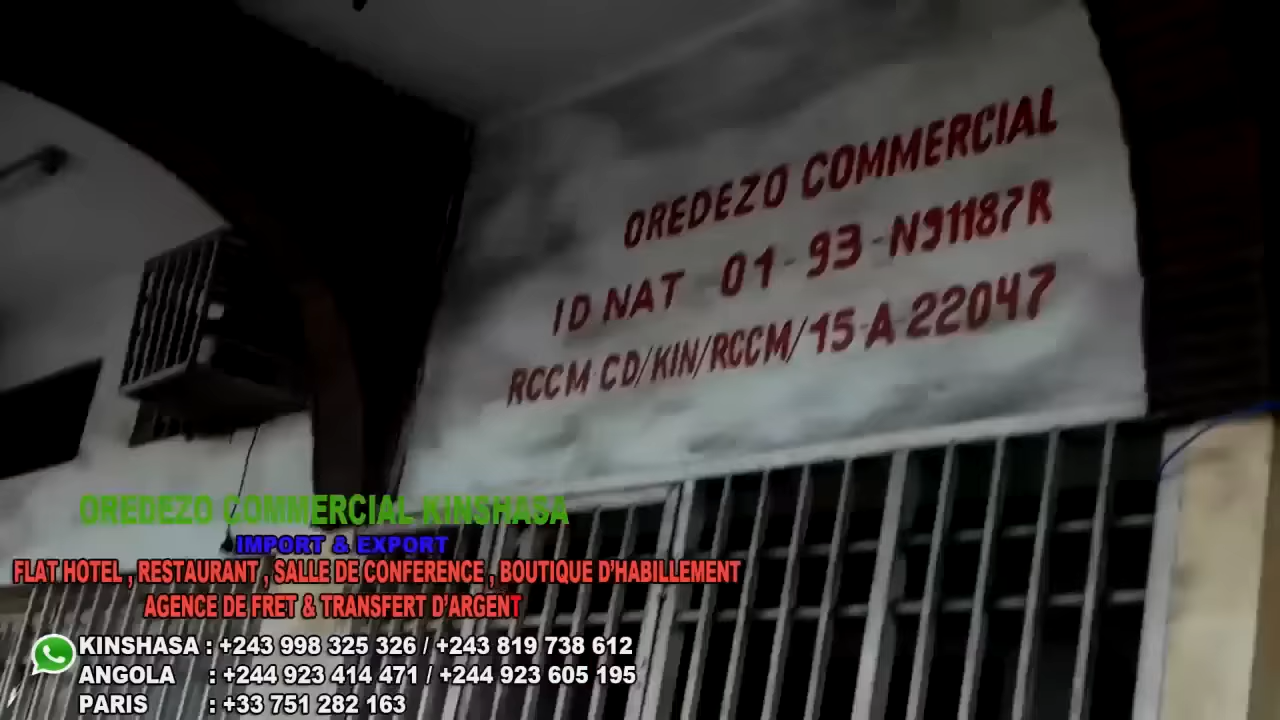 OREDEZO COMMERCIAL
ID NAT 01-93-N91187R
RCCM CD/KIN/RCCM/15-A-22047
OREDEZO COMMERCIAL KINSHASA
IMPORT & EXPORT
FLAT HOTEL , RESTAURANT , SALLE DE CONFERENCE , BOUTIQUE D'HABILLEMENT
AGENCE DE FRET & TRANSFERT D'ARGENT
KINSHASA : +243 998 325 326 / +243 819 738 612
ANGOLA : +244 923 414 471 / +244 923 605 195
PARIS : +33 751 282 163